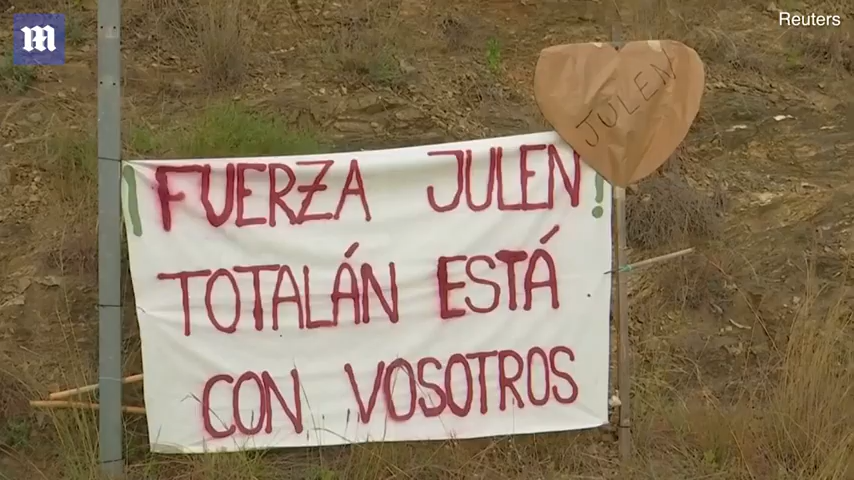 m
Reuters
JULEN
¡FUERZA JULEN!
TOTALÁN ESTÁ
CON VOSOTROS